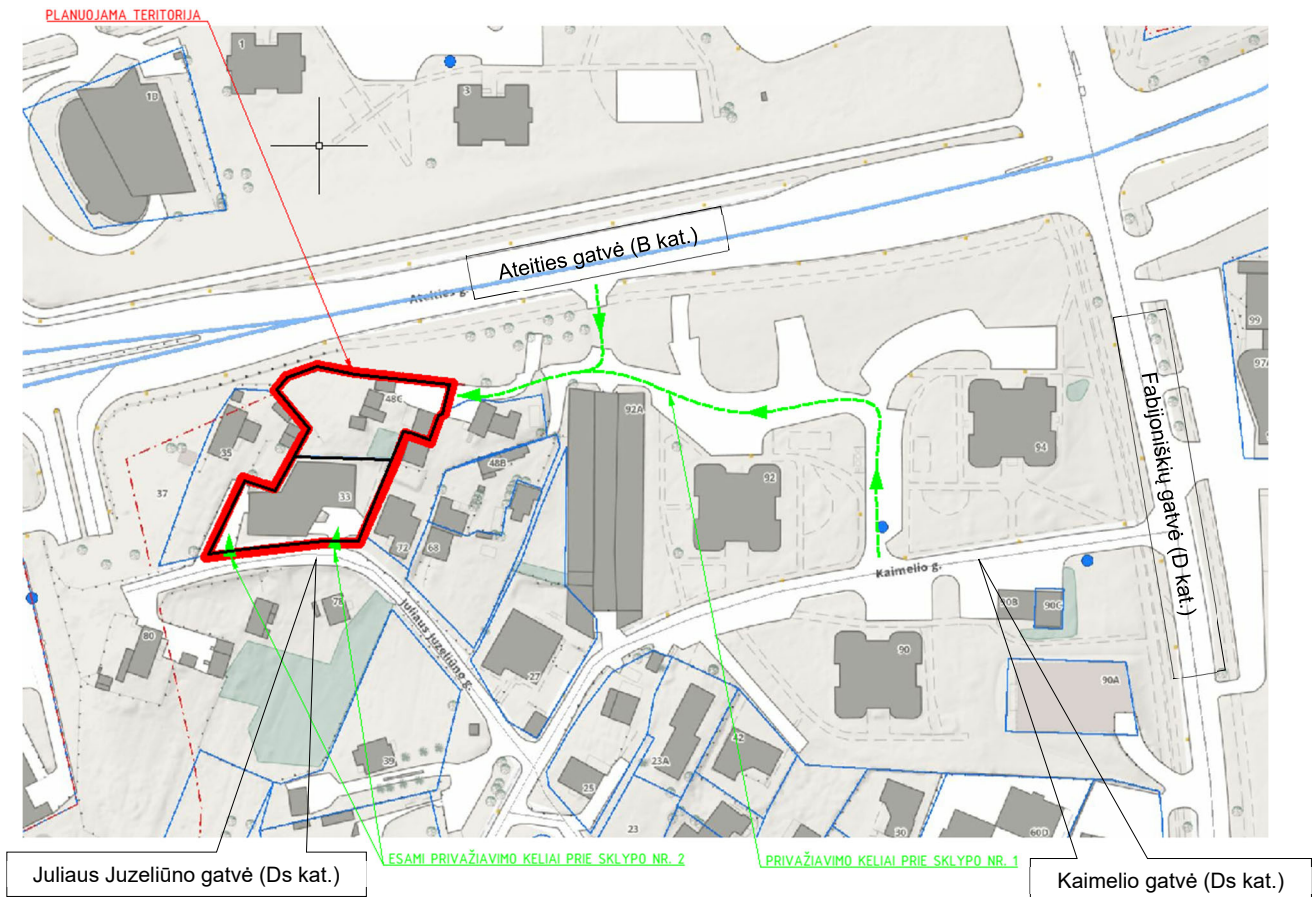 PLANUOJAMA TERITORIJA
1
1B
3
Ateities gatvė (B kat.)
Ateities g.
99
97A
Fabijoniškių gatvė (D kat.)
48C
92A
35
48B
94
37
33
92
72
68
Kaimelio g.
78
90B
90C
Juliaus Juzeliūno g.
80
90
27
90A
42
39
23A
25
23
30
60D
ESAMI PRIVAŽIAVIMO KELIAI PRIE SKLYPO NR. 2
PRIVAŽIAVIMO KELIAI PRIE SKLYPO NR. 1
Juliaus Juzeliūno gatvė (Ds kat.)
Kaimelio gatvė (Ds kat.)